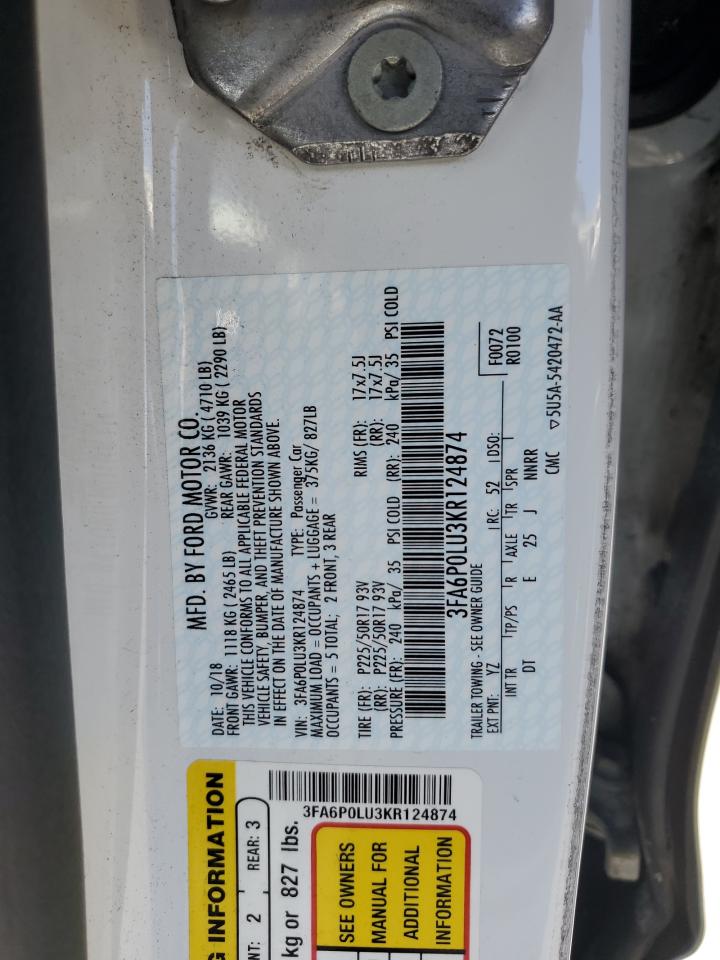 MFD. BY FORD MOTOR CO.
DATE: 10/18 GVWR: 2136 KG (4710 LB)
FRONT GAWR: 1118 KG (2465 LB) REAR GAWR: 1039 KG (2290 LB)
THIS VEHICLE CONFORMS TO ALL APPLICABLE FEDERAL MOTOR
VEHICLE SAFETY, BUMPER, AND THEFT PREVENTION STANDARDS
IN EFFECT ON THE DATE OF MANUFACTURE SHOWN ABOVE.
VIN: 3FA6P0LU3KR124874 TYPE: Passenger Car
MAXIMUM LOAD = OCCUPANTS + LUGGAGE = 375KG/ 827LB
OCCUPANTS = 5 TOTAL; 2 FRONT, 3 REAR
TIRE (FR): P225/50R17 93V RIMS (FR): 17x7.5J
(RR): P225/50R17 93V (RR): 17x7.5J
PRESSURE (FR): 240 kPa/ 35 PSI COLD (RR): 240 kPa/ 35 PSI COLD
3FA6P0LU3KR124874
TRAILER TOWING - SEE OWNER GUIDE F0072
EXT PNT: YZ RC: 52 DSO: R0100
INT TR TP/PS R AXLE TR SPR
DT E 25 J NNRR
CMC ▽5U5A-5420472-AA
G INFORMATION
NT: 2 REAR: 3
kg or 827 lbs.
3FA6P0LU3KR124874
SEE OWNERS
MANUAL FOR
ADDITIONAL
INFORMATION